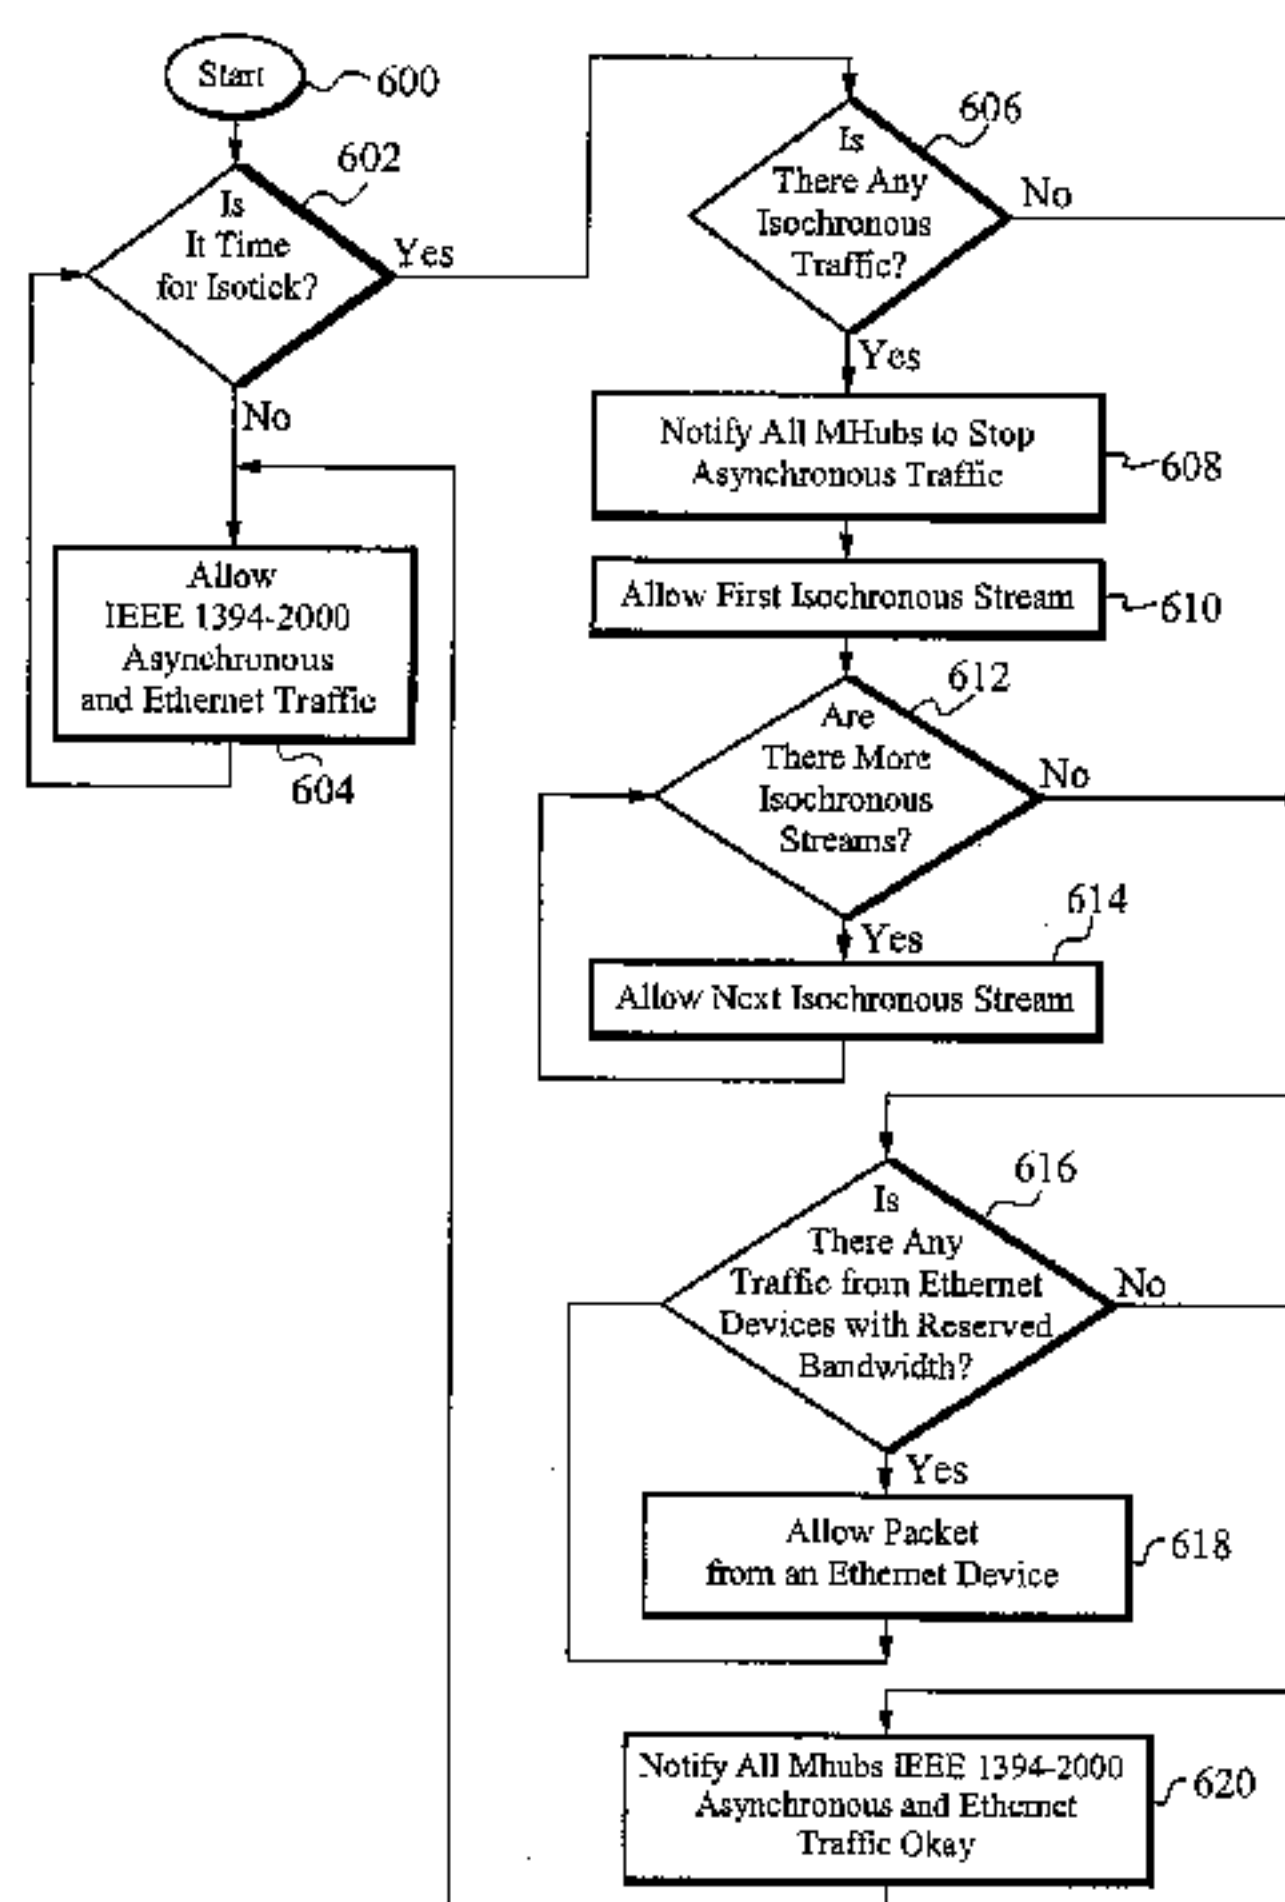 Start
600
602
Is
It Time
for Isotick?
Yes
No
Allow
IEEE 1394-2000
Asynchronous
and Ethernet Traffic
604
606
Is
There Any
Isochronous
Traffic?
No
Yes
Notify All MHubs to Stop
Asynchronous Traffic
608
Allow First Isochronous Stream
610
612
Are
There More
Isochronous
Streams?
No
Yes
614
Allow Next Isochronous Stream
616
Is
There Any
Traffic from Ethernet
Devices with Reserved
Bandwidth?
No
Yes
Allow Packet
from an Ethernet Device
618
Notify All Mhubs IEEE 1394-2000
Asynchronous and Ethernet
Traffic Okay
620